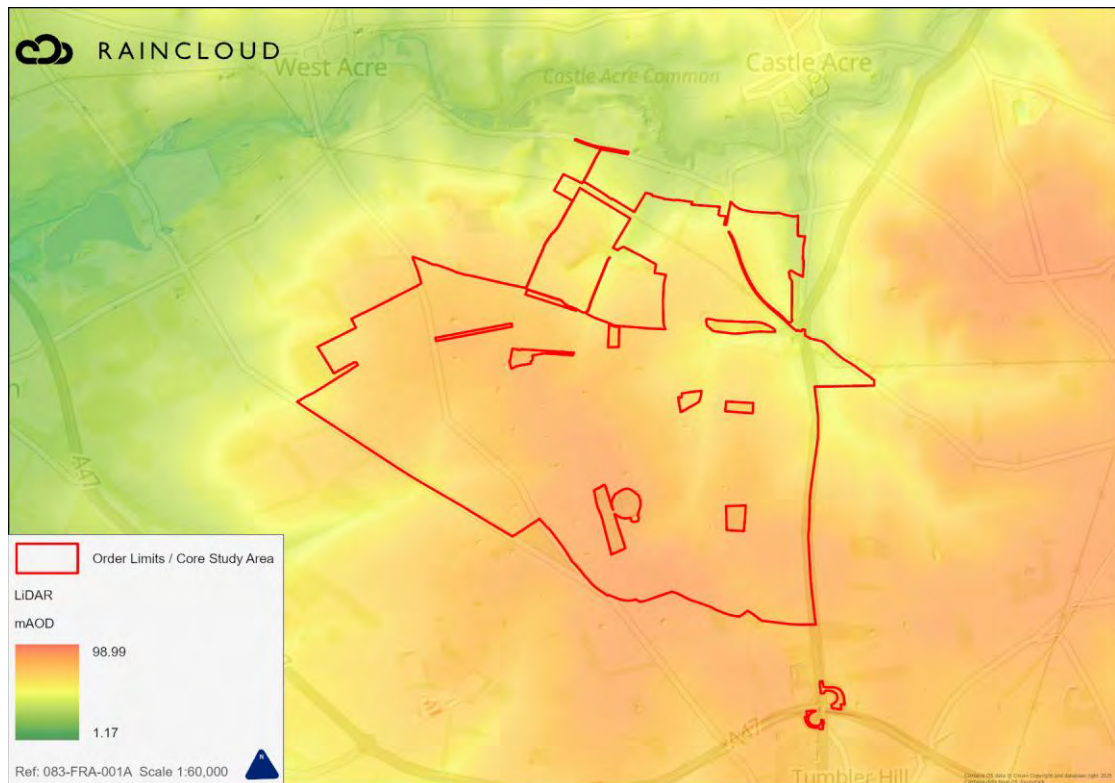 RAINCLOUD
West Acre
Castle Acre Common
Castle Acre
A47
Order Limits / Core Study Area
LiDAR
mAOD
98.99
1.17
N
Ref: 083-FRA-001A Scale 1:60,000
A47
Tumbler Hill